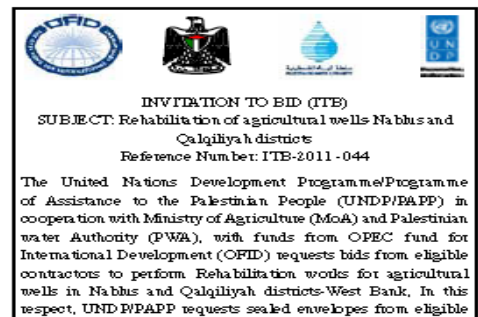 OFID
U N
D P
INVITATION TO BID (ITB)
SUBJECT: Rehabilitation of agricultural wells-Nablus and
Qalqiliyah districts
Reference Number: ITB-2011-044
The United Nations Development Programme/Programme
of Assistance to the Palestinian People (UNDP/PAPP) in
cooperation with Ministry of Agriculture (MoA) and Palestinian
water Authority (PWA), with funds from OPEC fund for
International Development (OFID) requests bids from eligible
contractors to perform Rehabilitation works for agricultural
wells in Nablus and Qalqiliyah districts-West Bank, In this
respect, UNDP/PAPP requests sealed envelopes from eligible